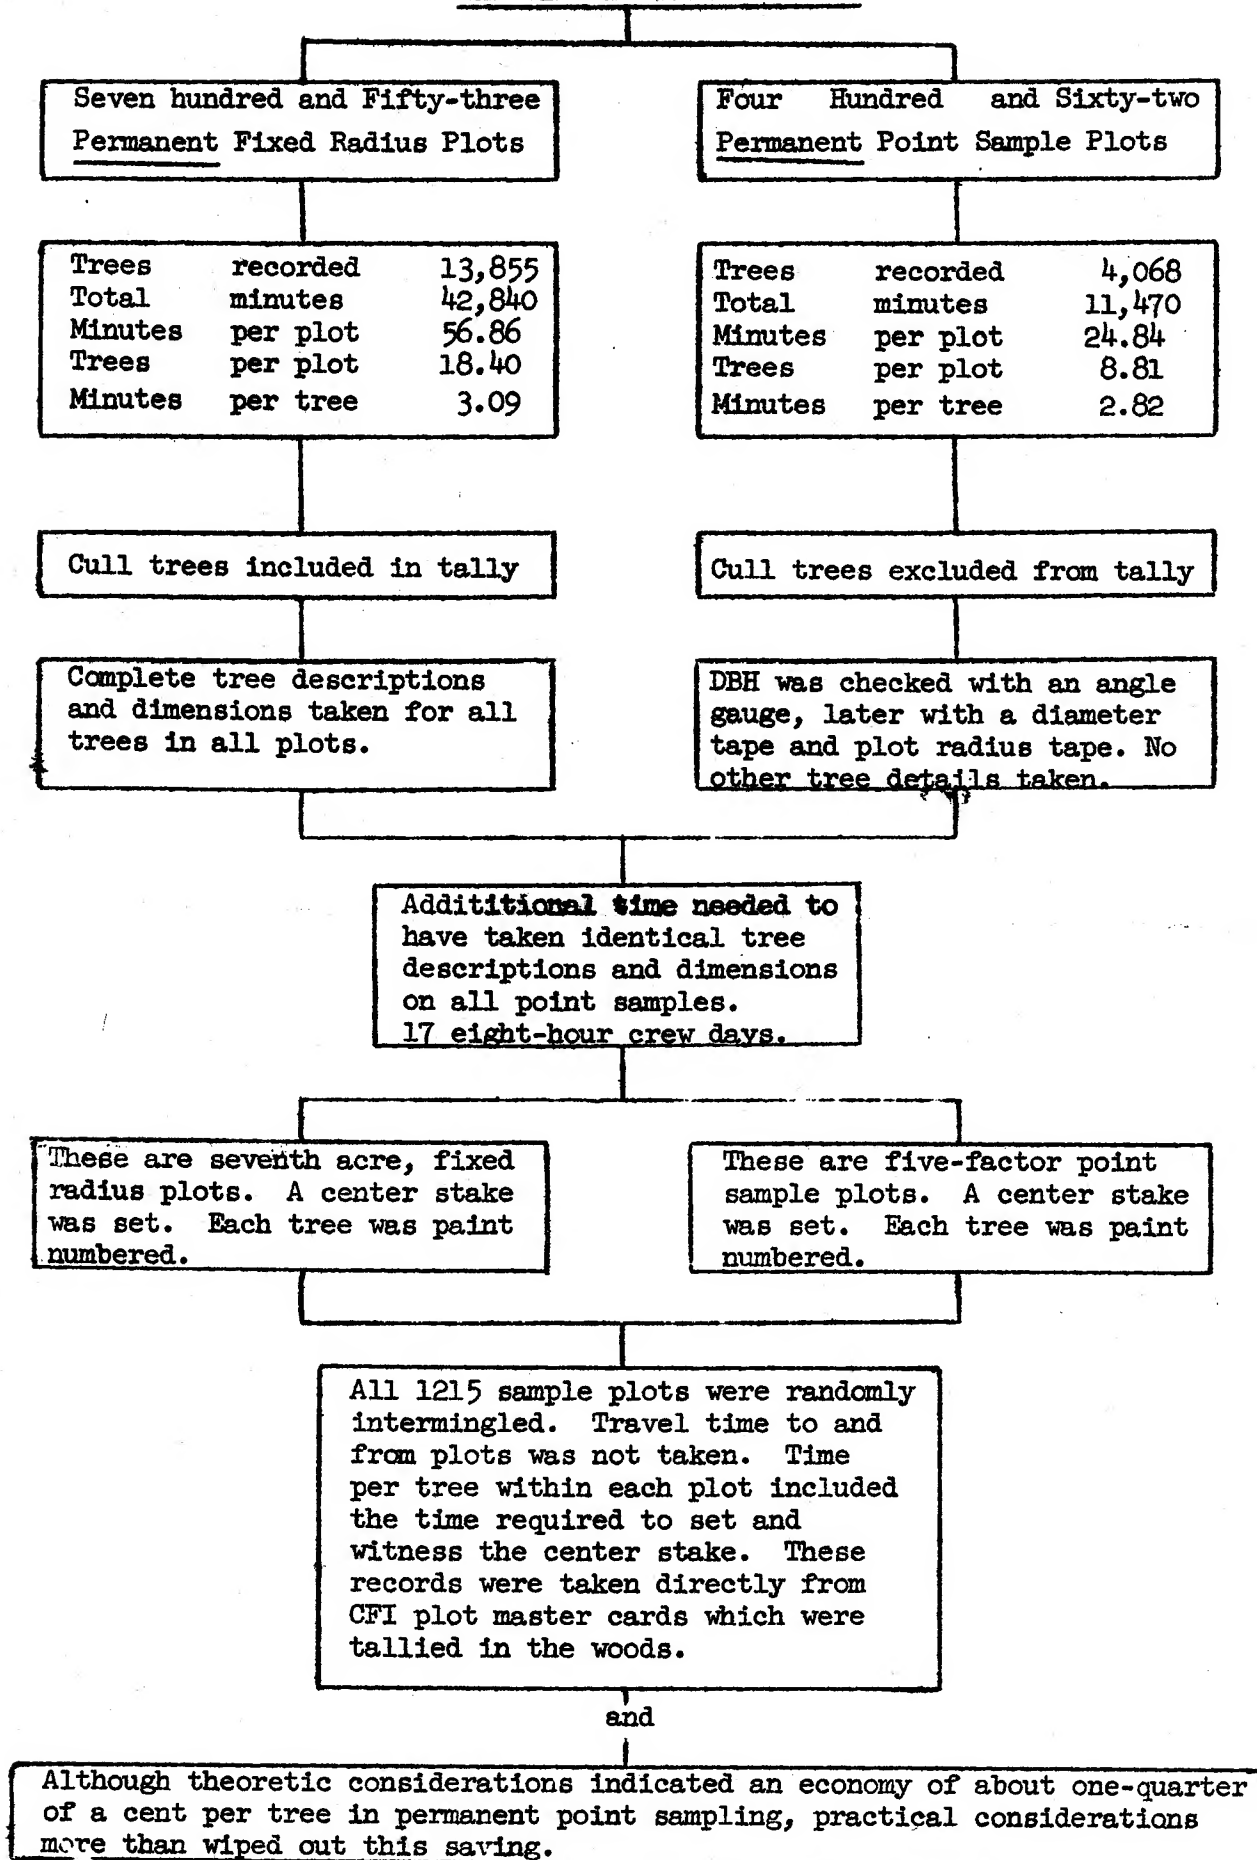 Seven hundred and Fifty-three
Permanent Fixed Radius Plots
Four Hundred and Sixty-two
Permanent Point Sample Plots
Trees recorded 13,855
Total minutes 42,840
Minutes per plot 56.86
Trees per plot 18.40
Minutes per tree 3.09
Trees recorded 4,068
Total minutes 11,470
Minutes per plot 24.84
Trees per plot 8.81
Minutes per tree 2.82
Cull trees included in tally
Cull trees excluded from tally
Complete tree descriptions
and dimensions taken for all
trees in all plots.
DBH was checked with an angle
gauge, later with a diameter
tape and plot radius tape. No
other tree details taken.
Addititional time needed to
have taken identical tree
descriptions and dimensions
on all point samples.
17 eight-hour crew days.
These are seventh acre, fixed
radius plots. A center stake
was set. Each tree was paint
numbered.
These are five-factor point
sample plots. A center stake
was set. Each tree was paint
numbered.
All 1215 sample plots were randomly
intermingled. Travel time to and
from plots was not taken. Time
per tree within each plot included
the time required to set and
witness the center stake. These
records were taken directly from
CFI plot master cards which were
tallied in the woods.
and
Although theoretic considerations indicated an economy of about one-quarter
of a cent per tree in permanent point sampling, practical considerations
more than wiped out this saving.